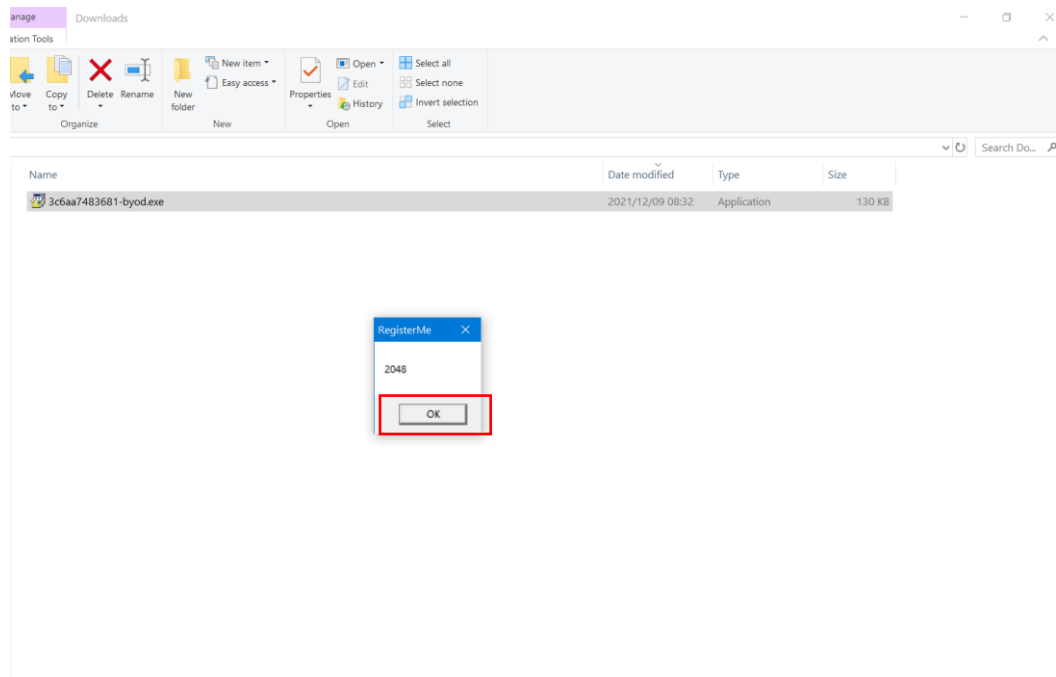 anage Downloads
ation Tools
Move to
Copy to
Delete
Rename
New folder
New item
Easy access
Properties
Open
Edit
History
Select all
Select none
Invert selection
Organize New Open Select
Search Do...
Name Date modified Type Size
3c6aa7483681-byod.exe 2021/12/09 08:32 Application 130 KB
RegisterMe
2048
OK